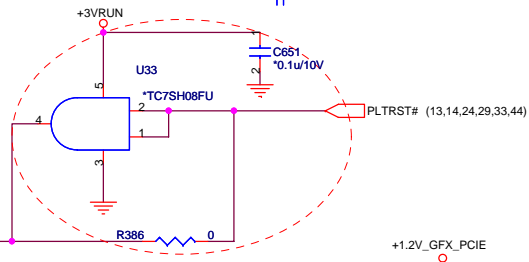 +3VRUN
1
C651
*0.1u/10V
2
U33
5
*TC7SH08FU
2
4
1
3
PLTRST# (13,14,24,29,33,44)
R386 0
+1.2V_GFX_PCIE